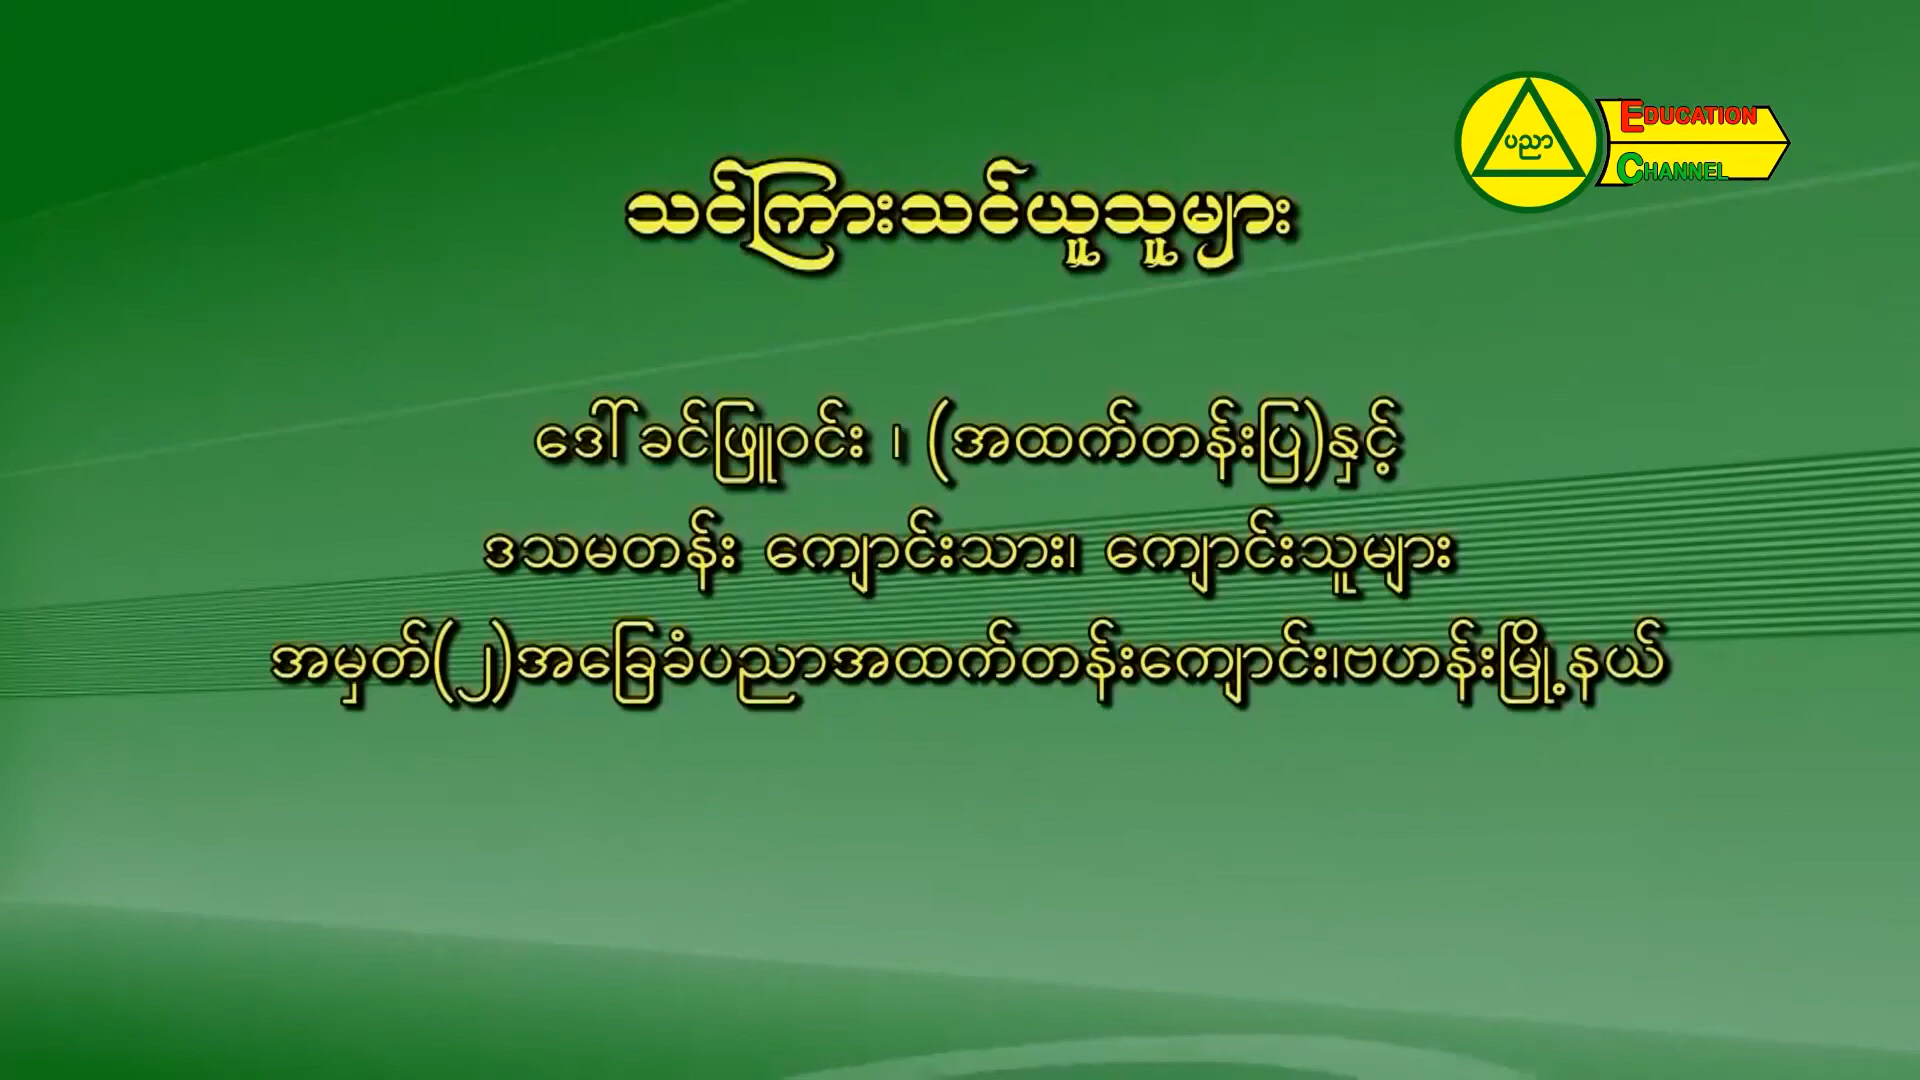 ပညာ
EDUCATION
CHANNEL
သင်ကြားသင်ယူသူများ
ဒေါ်ခင်ဖြူဝင်း ၊ (အထက်တန်းပြ)နှင့်
ဒသမတန်း ကျောင်းသား၊ ကျောင်းသူများ
အမှတ်(၂)အခြေခံပညာအထက်တန်းကျောင်း၊ဗဟန်းမြို့နယ်